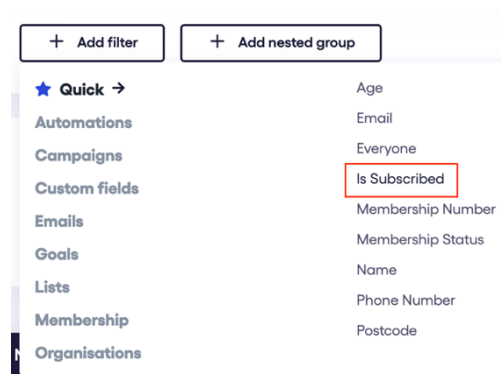 + Add filter
+ Add nested group
Quick →
Automations
Campaigns
Custom fields
Emails
Goals
Lists
Membership
Organisations
Age
Email
Everyone
Is Subscribed
Membership Number
Membership Status
Name
Phone Number
Postcode